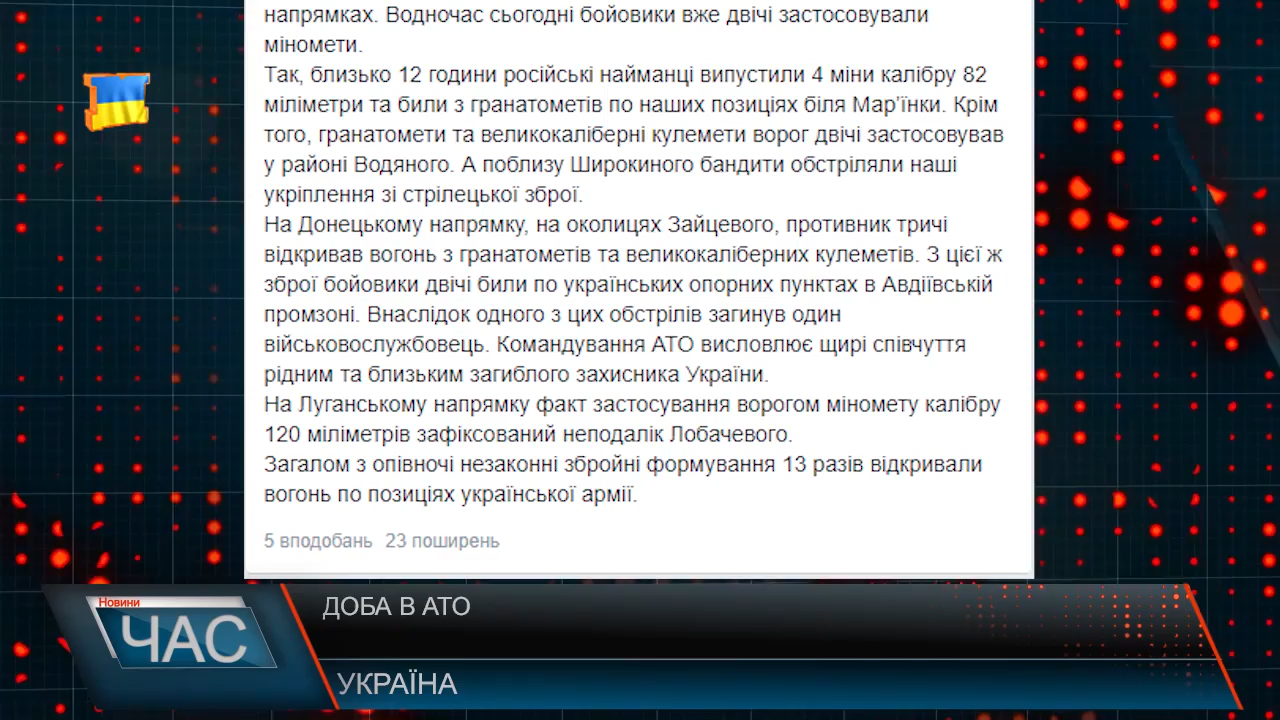 напрямках. Водночас сьогодні бойовики вже двічі застосовували
міномети.
Так, близько 12 години російські найманці випустили 4 міни калібру 82
міліметри та били з гранатометів по наших позиціях біля Мар’їнки. Крім
того, гранатомети та великокаліберні кулемети ворог двічі застосовував
у районі Водяного. А поблизу Широкиного бандити обстріляли наші
укріплення зі стрілецької зброї.
На Донецькому напрямку, на околицях Зайцевого, противник тричі
відкривав вогонь з гранатометів та великокаліберних кулеметів. З цієї ж
зброї бойовики двічі били по українських опорних пунктах в Авдіївській
промзоні. Внаслідок одного з цих обстрілів загинув один
військовослужбовець. Командування АТО висловлює щирі співчуття
рідним та близьким загиблого захисника України.
На Луганському напрямку факт застосування ворогом міномету калібру
120 міліметрів зафіксований неподалік Лобачевого.
Загалом з опівночі незаконні збройні формування 13 разів відкривали
вогонь по позиціях української армії.
5 вподобань 23 поширень
Новини
ЧАС
ДОБА В АТО
УКРАЇНА